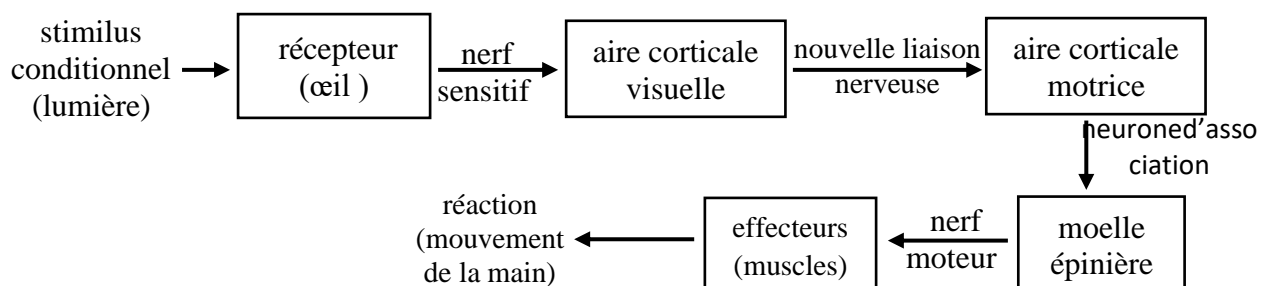 stimilus
conditionnel
(lumière)
récepteur
(œil )
nerf
sensitif
aire corticale
visuelle
nouvelle liaison
nerveuse
aire corticale
motrice
neuroned’asso
ciation
moelle
épinière
nerf
moteur
effecteurs
(muscles)
réaction
(mouvement
de la main)